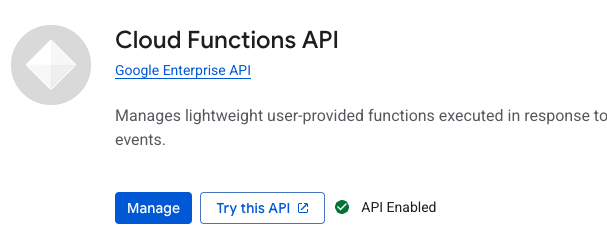 Cloud Functions API
Google Enterprise API
Manages lightweight user-provided functions executed in response to
events.
Manage
Try this API
API Enabled